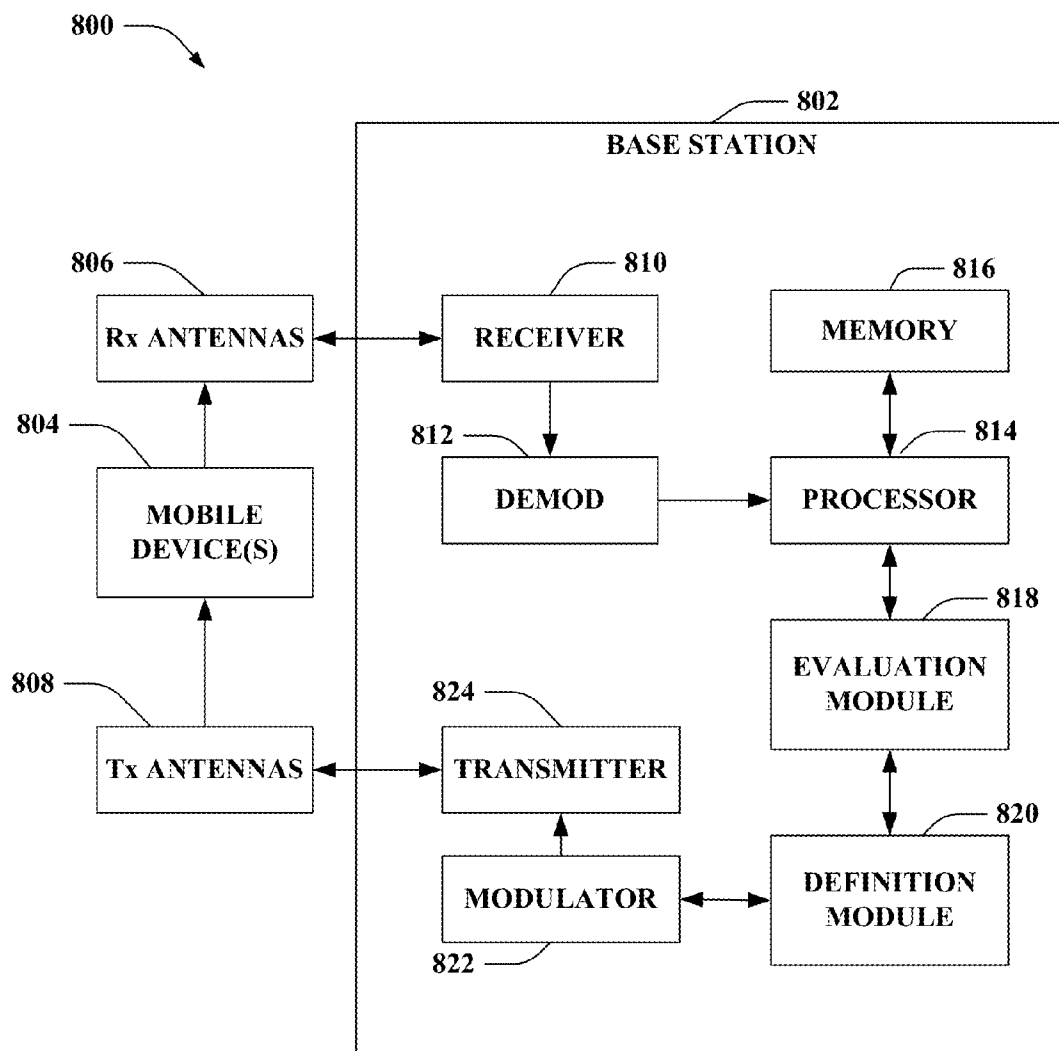 800
802
BASE STATION
806
810
816
Rx ANTENNAS
RECEIVER
MEMORY
804
812
814
MOBILE
DEVICE(S)
DEMOD
PROCESSOR
818
EVALUATION
MODULE
808
824
Tx ANTENNAS
TRANSMITTER
820
MODULATOR
DEFINITION
MODULE
822